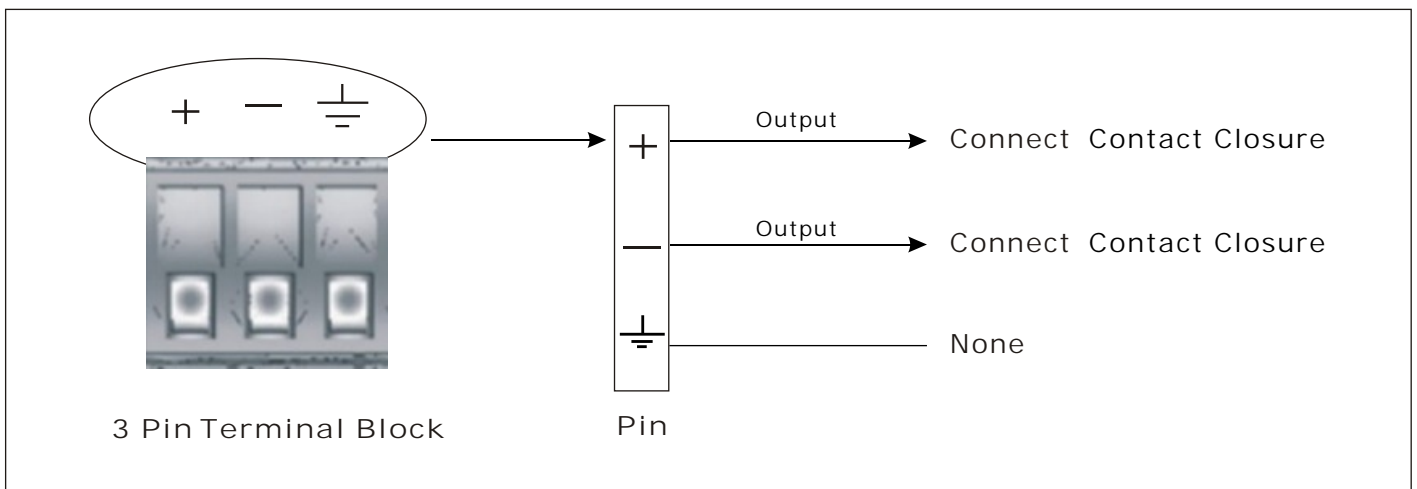 + — ⏚
+ Output Connect Contact Closure
— Output Connect Contact Closure
⏚ None
3 Pin Terminal Block
Pin